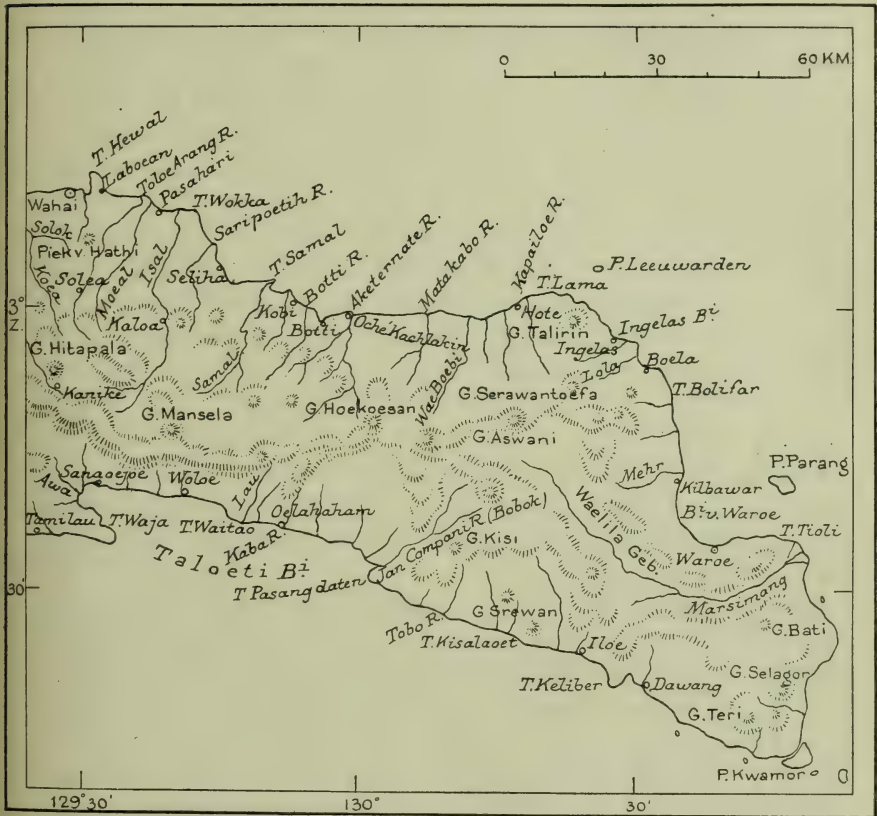 0 30 60 KM
T. Hewal
Laboean
Toloe Arang R.
Pasahari
Wahai
T. Wokka
Saripoetih R.
Solok
Piek v. Hathi
Koea
Solea
Moeal
Isal
Seliha
T. Samal
Botti R.
Aketernate R.
Matakabo R.
Kapailoe R.
T. Lama
P. Leeuwarden
3°
Z.
Kaloa
Kobi
Botti
Oche Kachlakin
Hote
G. Talirin
Ingelas Bi
Ingelas
Lola
Boela
G. Hitapala
Kanike
Samal
Wae Boebi
G. Mansela
G. Hoekoesan
G. Serawantoefa
T. Bolifar
G. Aswani
Awa
Sanaoejoe
Woloe
Lau
Oelahaham
Mehr
Kilbawar
P. Parang
Tamilau
T. Waja
T. Waitao
Kaba R.
Taloeti Bi.
Jan Compani R (Bobok)
G. Kisi
Waelila Geb.
Bi. v. Waroe
Waroe
T. Tioli
30'
T Pasang daten
Marsimang
Tobo R.
T. Kisalaoet
G Srewan
Iloe
G. Bati
T. Keliber
Dawang
G. Selagor
G. Teri
P. Kwamor
129°30' 130° 30'